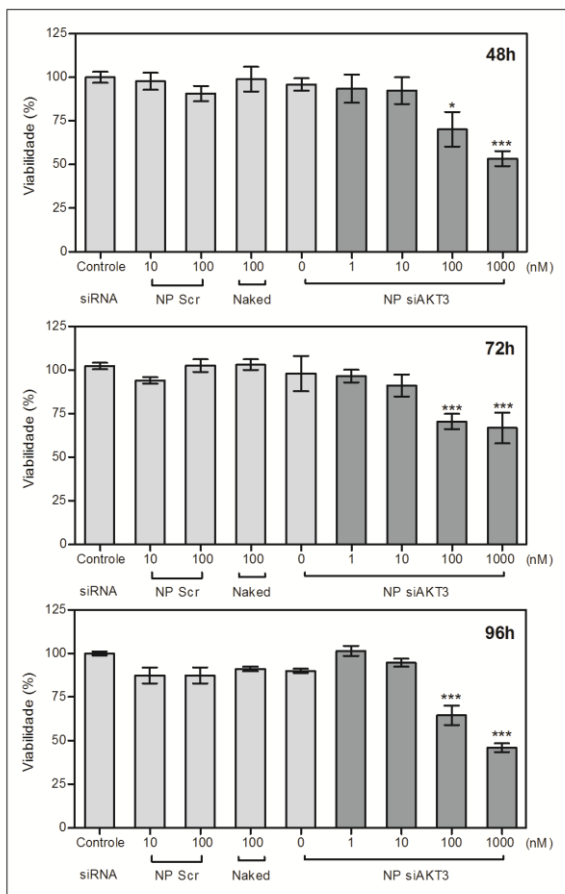 48h
Viabilidade (%)
125
100
75
50
25
0
* ***
Controle 10 100 100 0 1 10 100 1000 (nM)
siRNA NP Scr Naked NP siAKT3
72h
Viabilidade (%)
125
100
75
50
25
0
*** ***
Controle 10 100 100 0 1 10 100 1000 (nM)
siRNA NP Scr Naked NP siAKT3
96h
Viabilidade (%)
125
100
75
50
25
0
*** ***
Controle 10 100 100 0 1 10 100 1000 (nM)
siRNA NP Scr Naked NP siAKT3